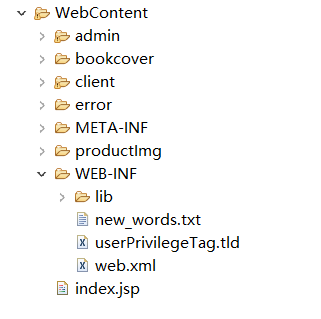 WebContent
admin
bookcover
client
error
META-INF
productImg
WEB-INF
lib
new_words.txt
userPrivilegeTag.tld
web.xml
index.jsp